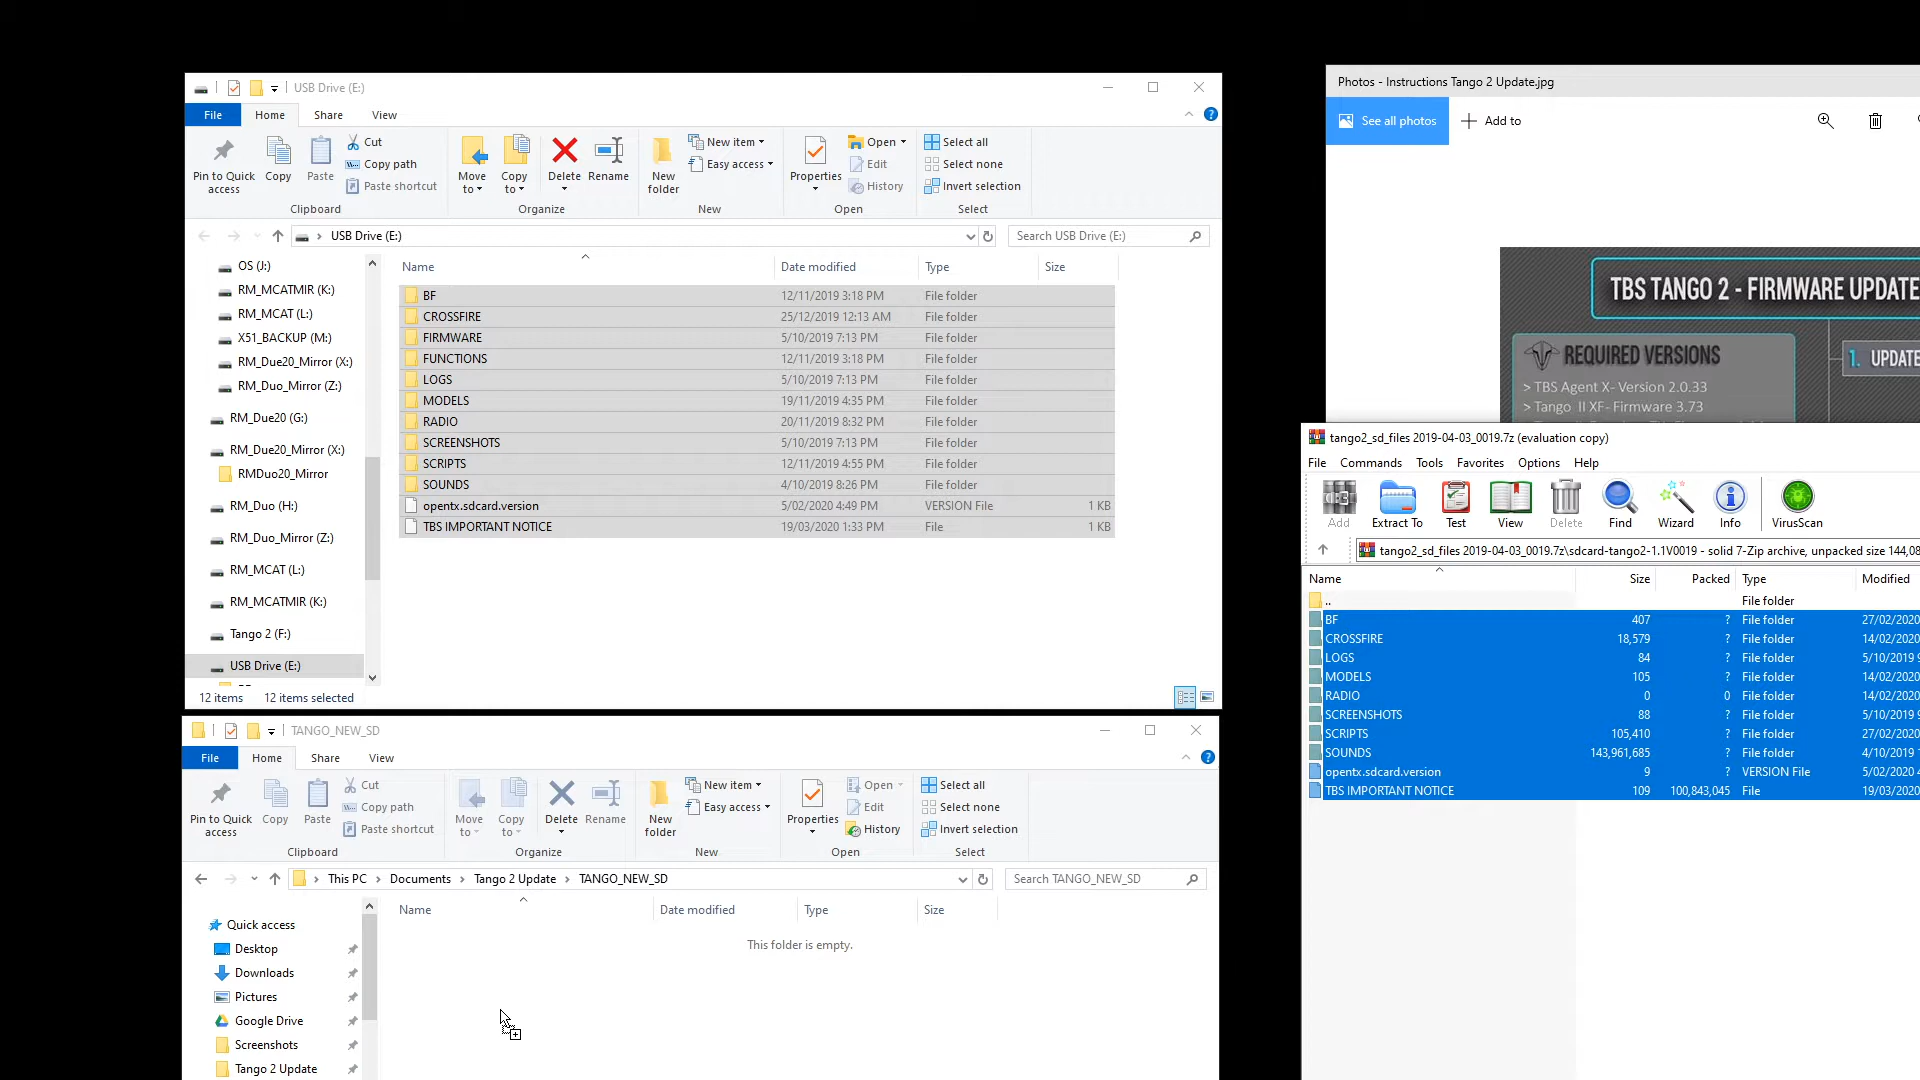 USB Drive (E:)
File
Home
Share
View
Pin to Quick access
Copy
Paste
Cut
Copy path
Paste shortcut
Clipboard
Move to
Copy to
Delete
Rename
Organize
New folder
New item
Easy access
New
Properties
Open
Edit
History
Open
Select all
Select none
Invert selection
Select
USB Drive (E:)
Search USB Drive (E:)
OS (J:)
RM_MCATMIR (K:)
RM_MCAT (L:)
X51_BACKUP (M:)
RM_Due20_Mirror (X:)
RM_Duo_Mirror (Z:)
RM_Due20 (G:)
RM_Due20_Mirror (X:)
RMDuo20_Mirror
RM_Duo (H:)
RM_Duo_Mirror (Z:)
RM_MCAT (L:)
RM_MCATMIR (K:)
Tango 2 (F:)
USB Drive (E:)
Name Date modified Type Size
BF 12/11/2019 3:18 PM File folder
CROSSFIRE 25/12/2019 12:13 AM File folder
FIRMWARE 5/10/2019 7:13 PM File folder
FUNCTIONS 12/11/2019 3:18 PM File folder
LOGS 5/10/2019 7:13 PM File folder
MODELS 19/11/2019 4:35 PM File folder
RADIO 20/11/2019 8:32 PM File folder
SCREENSHOTS 5/10/2019 7:13 PM File folder
SCRIPTS 12/11/2019 4:55 PM File folder
SOUNDS 4/10/2019 8:26 PM File folder
opentx.sdcard.version 5/02/2020 4:49 PM VERSION File 1 KB
TBS IMPORTANT NOTICE 19/03/2020 1:33 PM File 1 KB
12 items 12 items selected
TANGO_NEW_SD
File
Home
Share
View
Pin to Quick access
Copy
Paste
Cut
Copy path
Paste shortcut
Clipboard
Move to
Copy to
Delete
Rename
Organize
New folder
New item
Easy access
New
Properties
Open
Edit
History
Open
Select all
Select none
Invert selection
Select
This PC > Documents > Tango 2 Update > TANGO_NEW_SD
Search TANGO_NEW_SD
Quick access
Desktop
Downloads
Pictures
Google Drive
Screenshots
Tango 2 Update
Name Date modified Type Size
This folder is empty.
Photos - Instructions Tango 2 Update.jpg
See all photos
Add to
TBS TANGO 2 - FIRMWARE UPDATE
REQUIRED VERSIONS
> TBS Agent X- Version 2.0.33
> Tango II XF- Firmware 3.73
1. UPDATE
tango2_sd_files 2019-04-03_0019.7z (evaluation copy)
File Commands Tools Favorites Options Help
Add Extract To Test View Delete Find Wizard Info VirusScan
tango2_sd_files 2019-04-03_0019.7z\sdcard-tango2-1.1V0019 - solid 7-Zip archive, unpacked size 144,08
Name Size Packed Type Modified
.. File folder
BF 407 ? File folder 27/02/2020
CROSSFIRE 18,579 ? File folder 14/02/2020
LOGS 84 ? File folder 5/10/2019 9
MODELS 105 ? File folder 14/02/2020
RADIO 0 0 File folder 14/02/2020
SCREENSHOTS 88 ? File folder 5/10/2019 9
SCRIPTS 105,410 ? File folder 27/02/2020
SOUNDS 143,961,685 ? File folder 4/10/2019 1
opentx.sdcard.version 9 ? VERSION File 5/02/2020 4
TBS IMPORTANT NOTICE 109 100,843,045 File 19/03/2020